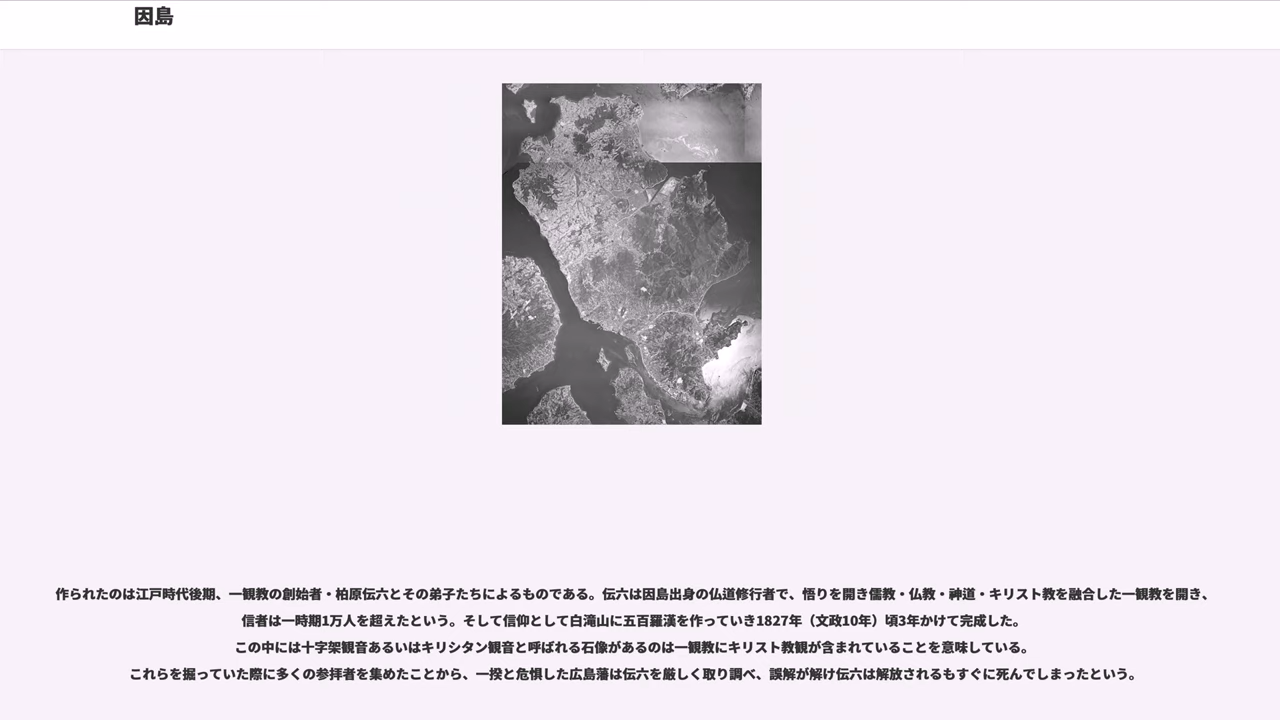 因島
作られたのは江戸時代後期、一観教の創始者・柏原伝六とその弟子たちによるものである。伝六は因島出身の仏道修行者で、悟りを開き儒教・仏教・神道・キリスト教を融合した一観教を開き、
信者は一時期1万人を超えたという。そして信仰として白滝山に五百羅漢を作っていき1827年（文政10年）頃3年かけて完成した。
この中には十字架観音あるいはキリシタン観音と呼ばれる石像があるのは一観教にキリスト教観が含まれていることを意味している。
これらを掘っていた際に多くの参拝者を集めたことから、一揆と危惧した広島藩は伝六を厳しく取り調べ、誤解が解け伝六は解放されるもすぐに死んでしまったという。